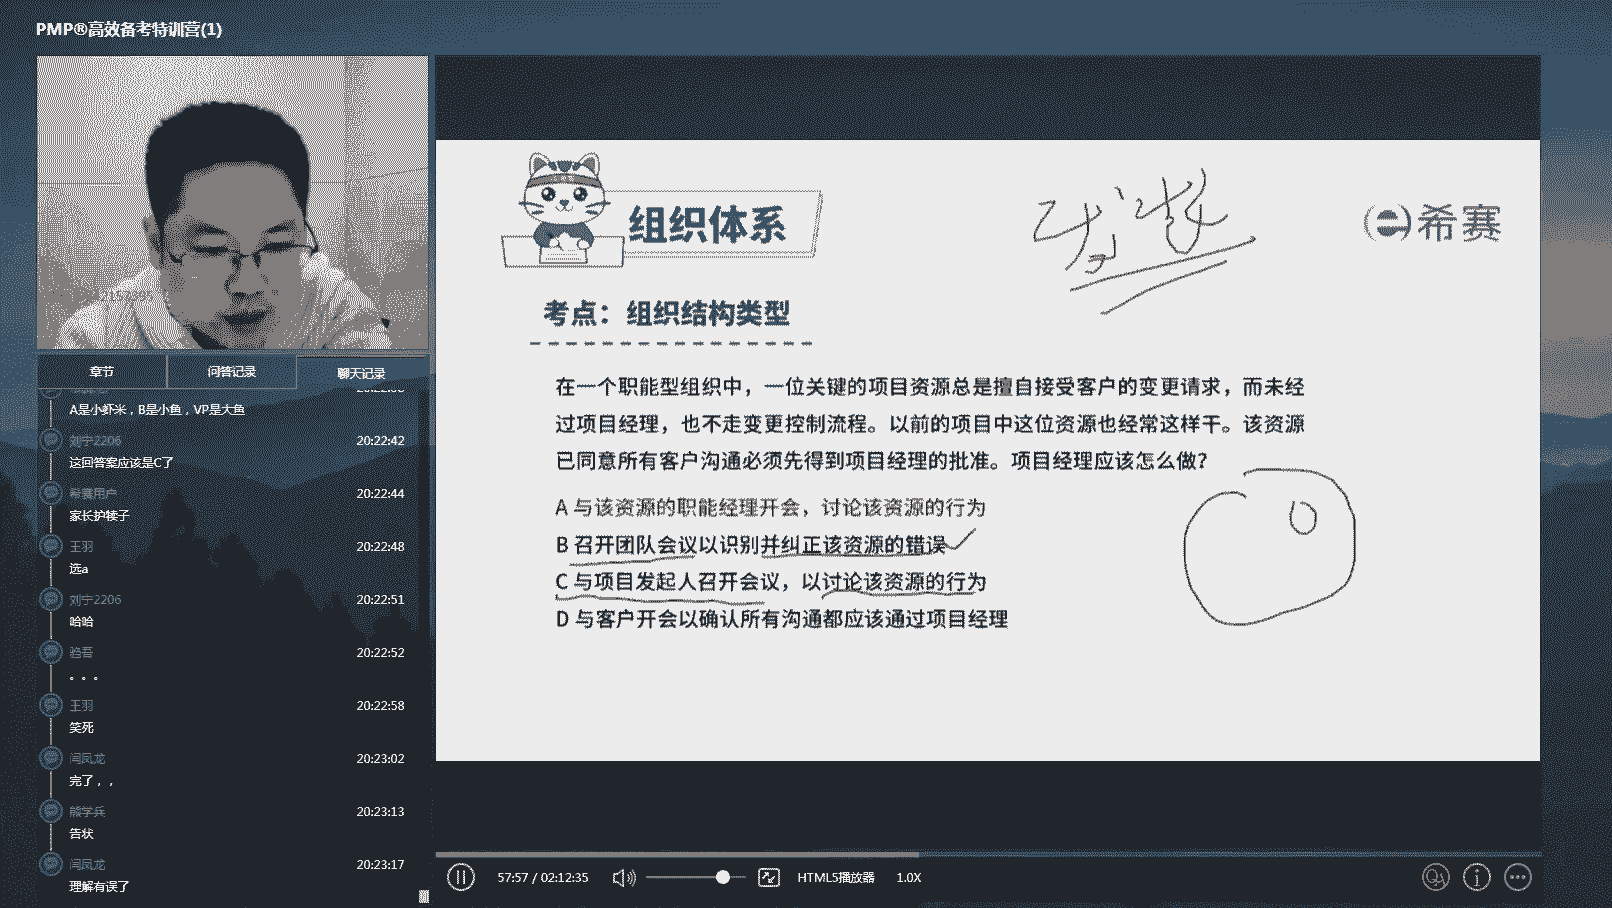 PMP®高效备考特训营(1)
组织体系
希赛
考点：组织结构类型
在一个职能型组织中，一位关键的项目资源总是擅自接受客户的变更请求，而未经
过项目经理，也不走变更控制流程。以前的项目中这位资源也经常这样干。该资源
已同意所有客户沟通必须先得到项目经理的批准。项目经理应该怎么做？
A 与该资源的职能经理开会，讨论该资源的行为
B 召开团队会议以识别并纠正该资源的错误
C 与项目发起人召开会议，以讨论该资源的行为
D 与客户开会以确认所有沟通都应该通过项目经理
章节
问答记录
聊天记录
A是小虾米，B是小鱼，VP是大鱼
刘宁2206 20:22:42
这回答案应该是C了
希赛用户 20:22:44
家长护犊子
王羽 20:22:48
选a
刘宁2206 20:22:51
哈哈
20:22:52
。。。
王羽 20:22:58
笑死
闫凤龙 20:23:02
完了，，
熊学兵 20:23:13
告状
闫凤龙 20:23:17
理解有误了
57:57 / 02:12:35
HTML5播放器
1.0X